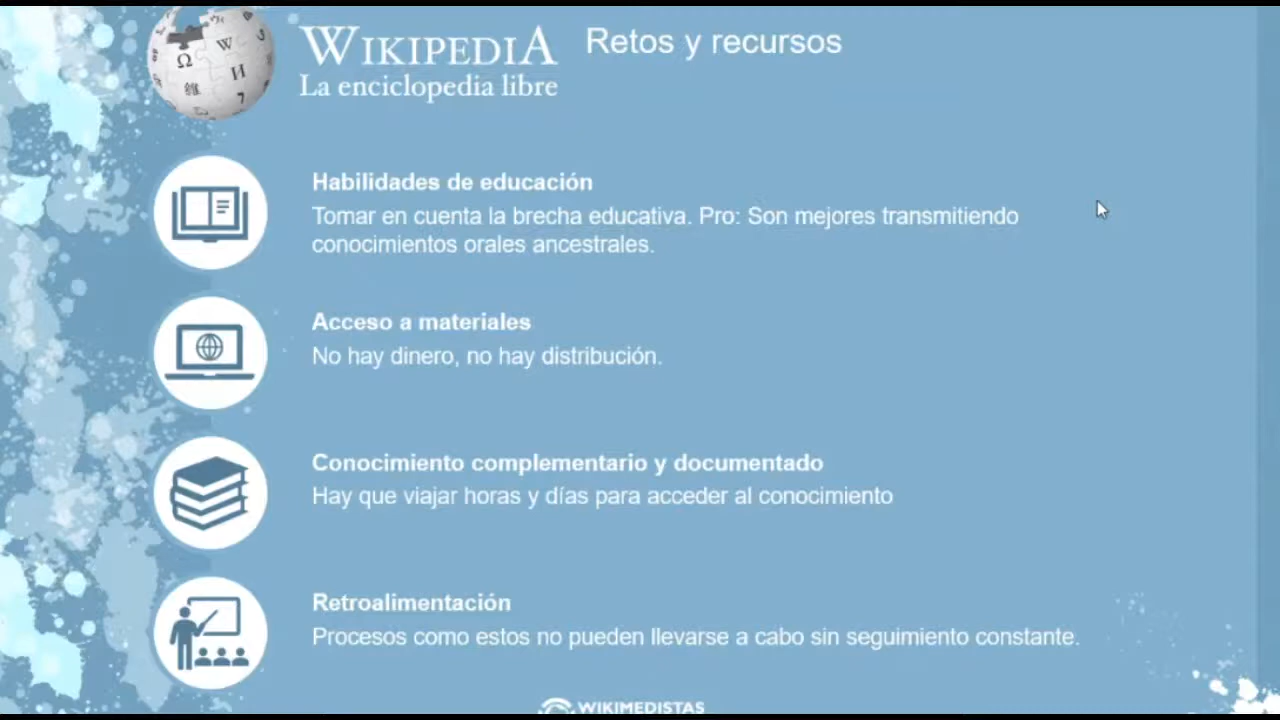 WIKIPEDIA
La enciclopedia libre
Retos y recursos
Habilidades de educación
Tomar en cuenta la brecha educativa. Pro: Son mejores transmitiendo
conocimientos orales ancestrales.
Acceso a materiales
No hay dinero, no hay distribución.
Conocimiento complementario y documentado
Hay que viajar horas y días para acceder al conocimiento
Retroalimentación
Procesos como estos no pueden llevarse a cabo sin seguimiento constante.
WIKIMEDISTAS